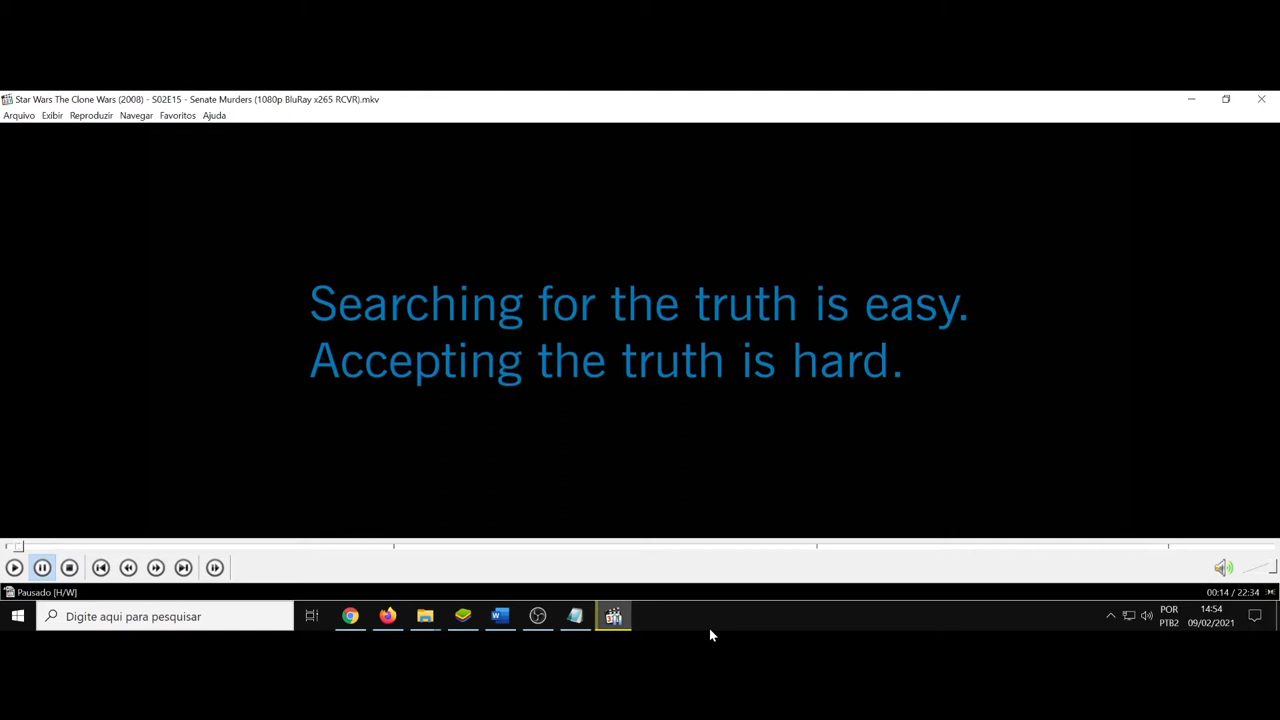 Star Wars The Clone Wars (2008) - S02E15 - Senate Murders (1080p BluRay x265 RCVR).mkv
Arquivo Exibir Reproduzir Navegar Favoritos Ajuda
Searching for the truth is easy.
Accepting the truth is hard.
Pausado [H/W]
00:14 / 22:34
Digite aqui para pesquisar
POR
PTB2
14:54
09/02/2021